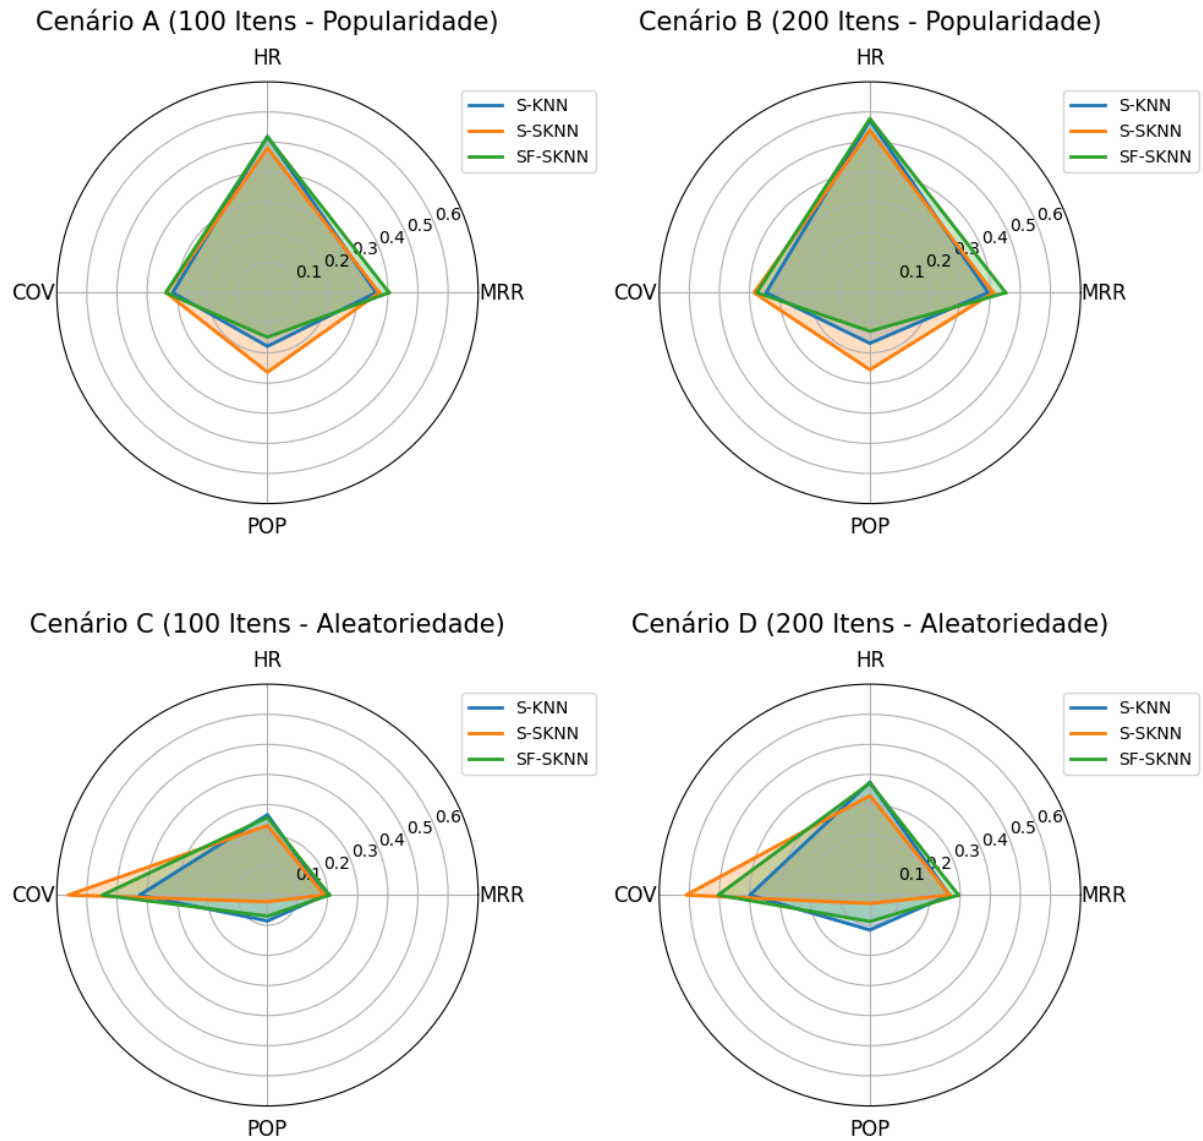 Cenário A (100 Itens - Popularidade)
HR
S-KNN
S-SKNN
SF-SKNN
0.6
0.5
0.4
0.3
0.2
0.1
COV
MRR
POP
Cenário B (200 Itens - Popularidade)
HR
S-KNN
S-SKNN
SF-SKNN
0.6
0.5
0.4
0.3
0.2
0.1
COV
MRR
POP
Cenário C (100 Itens - Aleatoriedade)
HR
S-KNN
S-SKNN
SF-SKNN
0.6
0.5
0.4
0.3
0.2
0.1
COV
MRR
POP
Cenário D (200 Itens - Aleatoriedade)
HR
S-KNN
S-SKNN
SF-SKNN
0.6
0.5
0.4
0.3
0.2
0.1
COV
MRR
POP